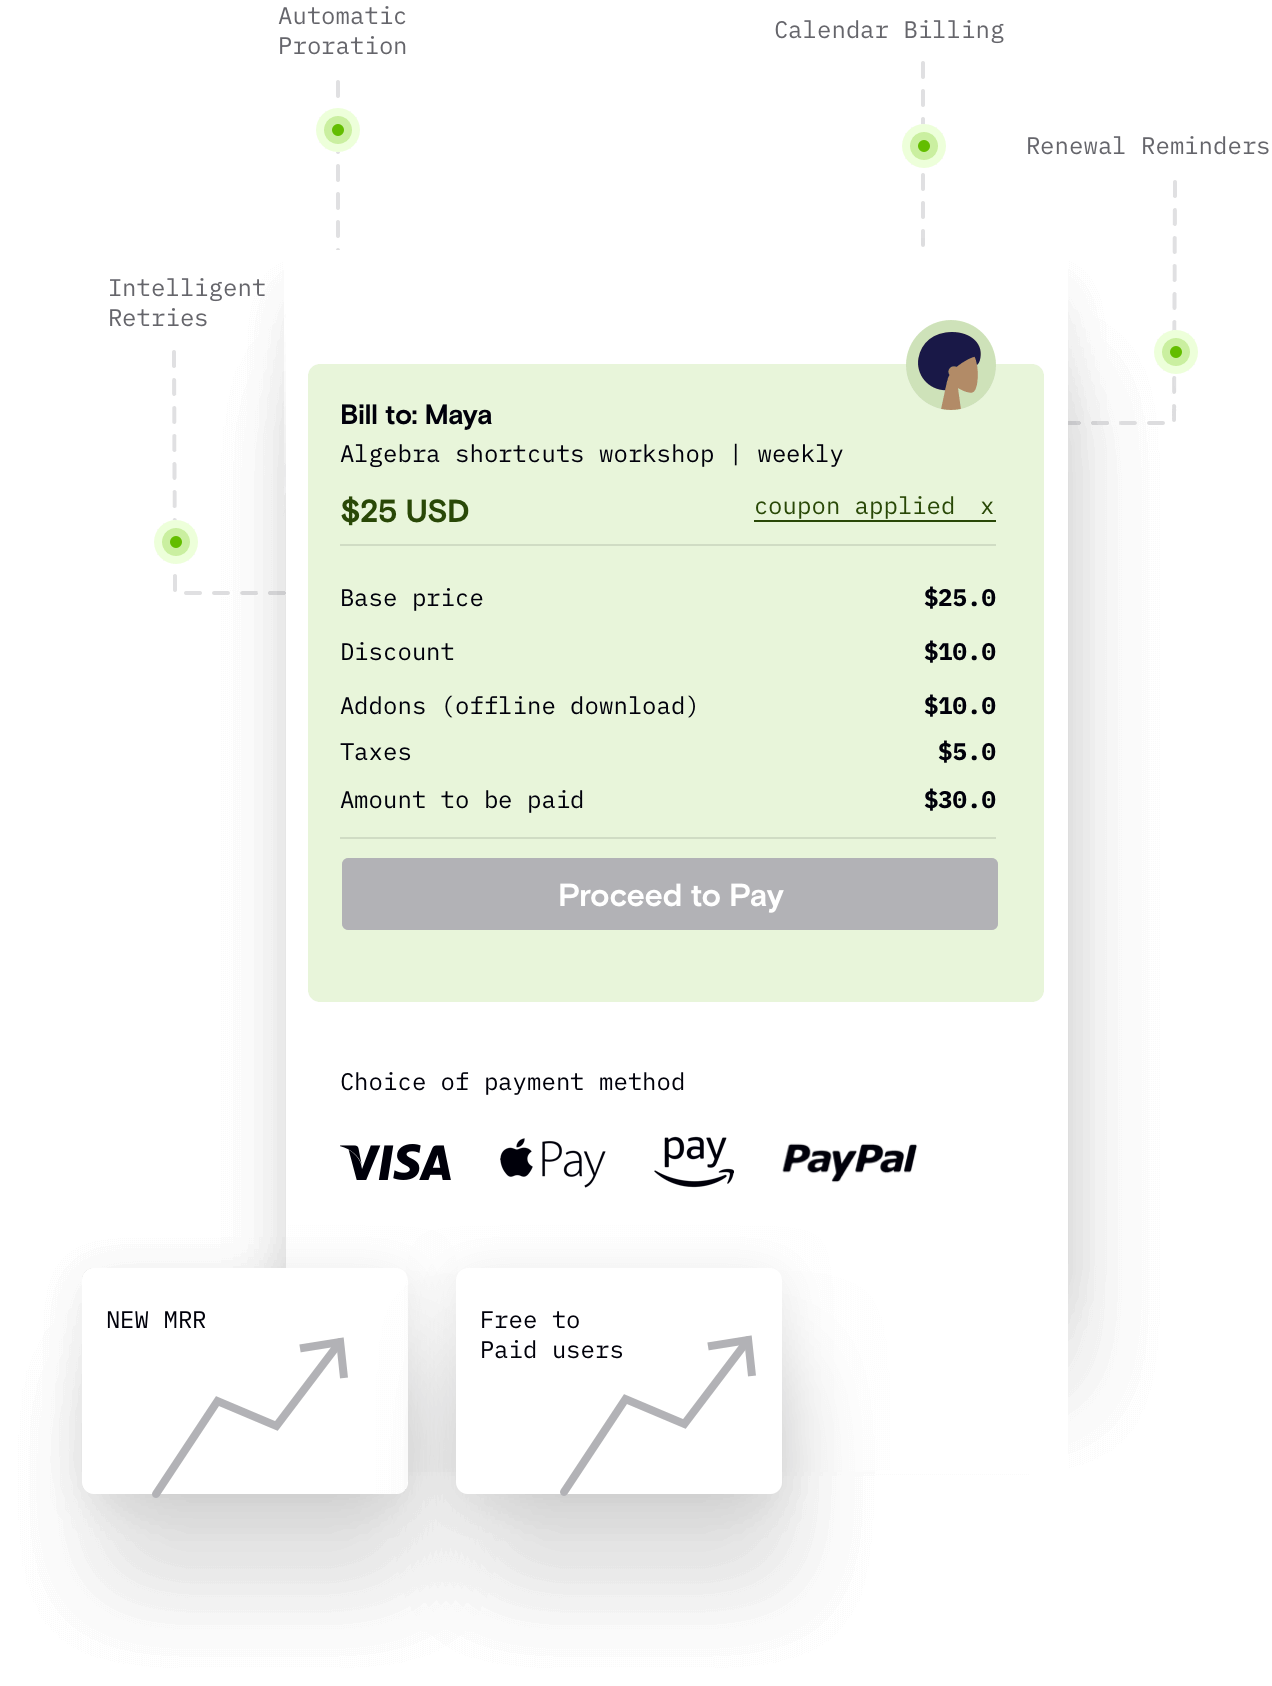 Automatic
Proration
Calendar Billing
Renewal Reminders
Intelligent
Retries
Bill to: Maya
Algebra shortcuts workshop | weekly
$25 USD
coupon applied x
Base price $25.0
Discount $10.0
Addons (offline download) $10.0
Taxes $5.0
Amount to be paid $30.0
Proceed to Pay
Choice of payment method
VISA Pay pay PayPal
NEW MRR
Free to
Paid users